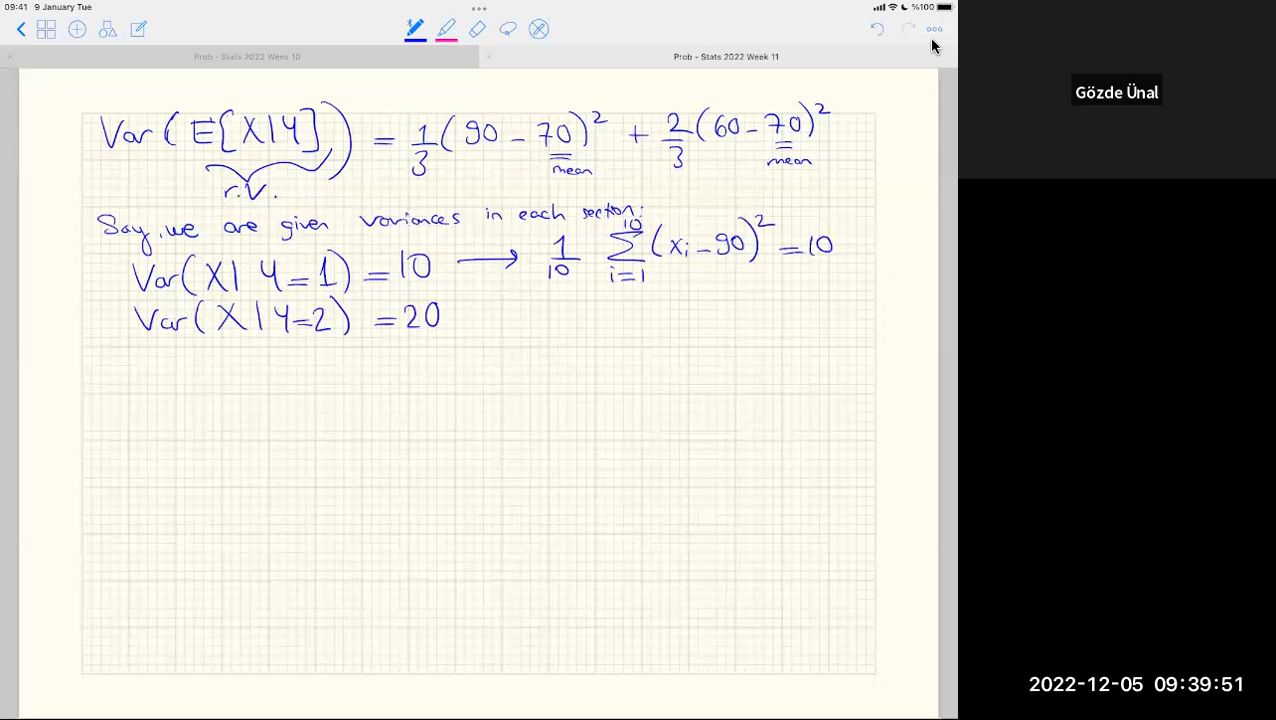 09:41 9 January Tue %100
Prob - Stats 2022 Week 10
Prob - Stats 2022 Week 11
Gözde Ünal
Var(E[X|Y]) = 1/3 (90 - 70)² + 2/3 (60 - 70)²
mean mean
r.v.
Say, we are given variances in each section:
Var(X|Y=1) = 10 → 1/10 ∑_{i=1}^{10} (xᵢ - 90)² = 10
Var(X|Y=2) = 20
2022-12-05 09:39:51